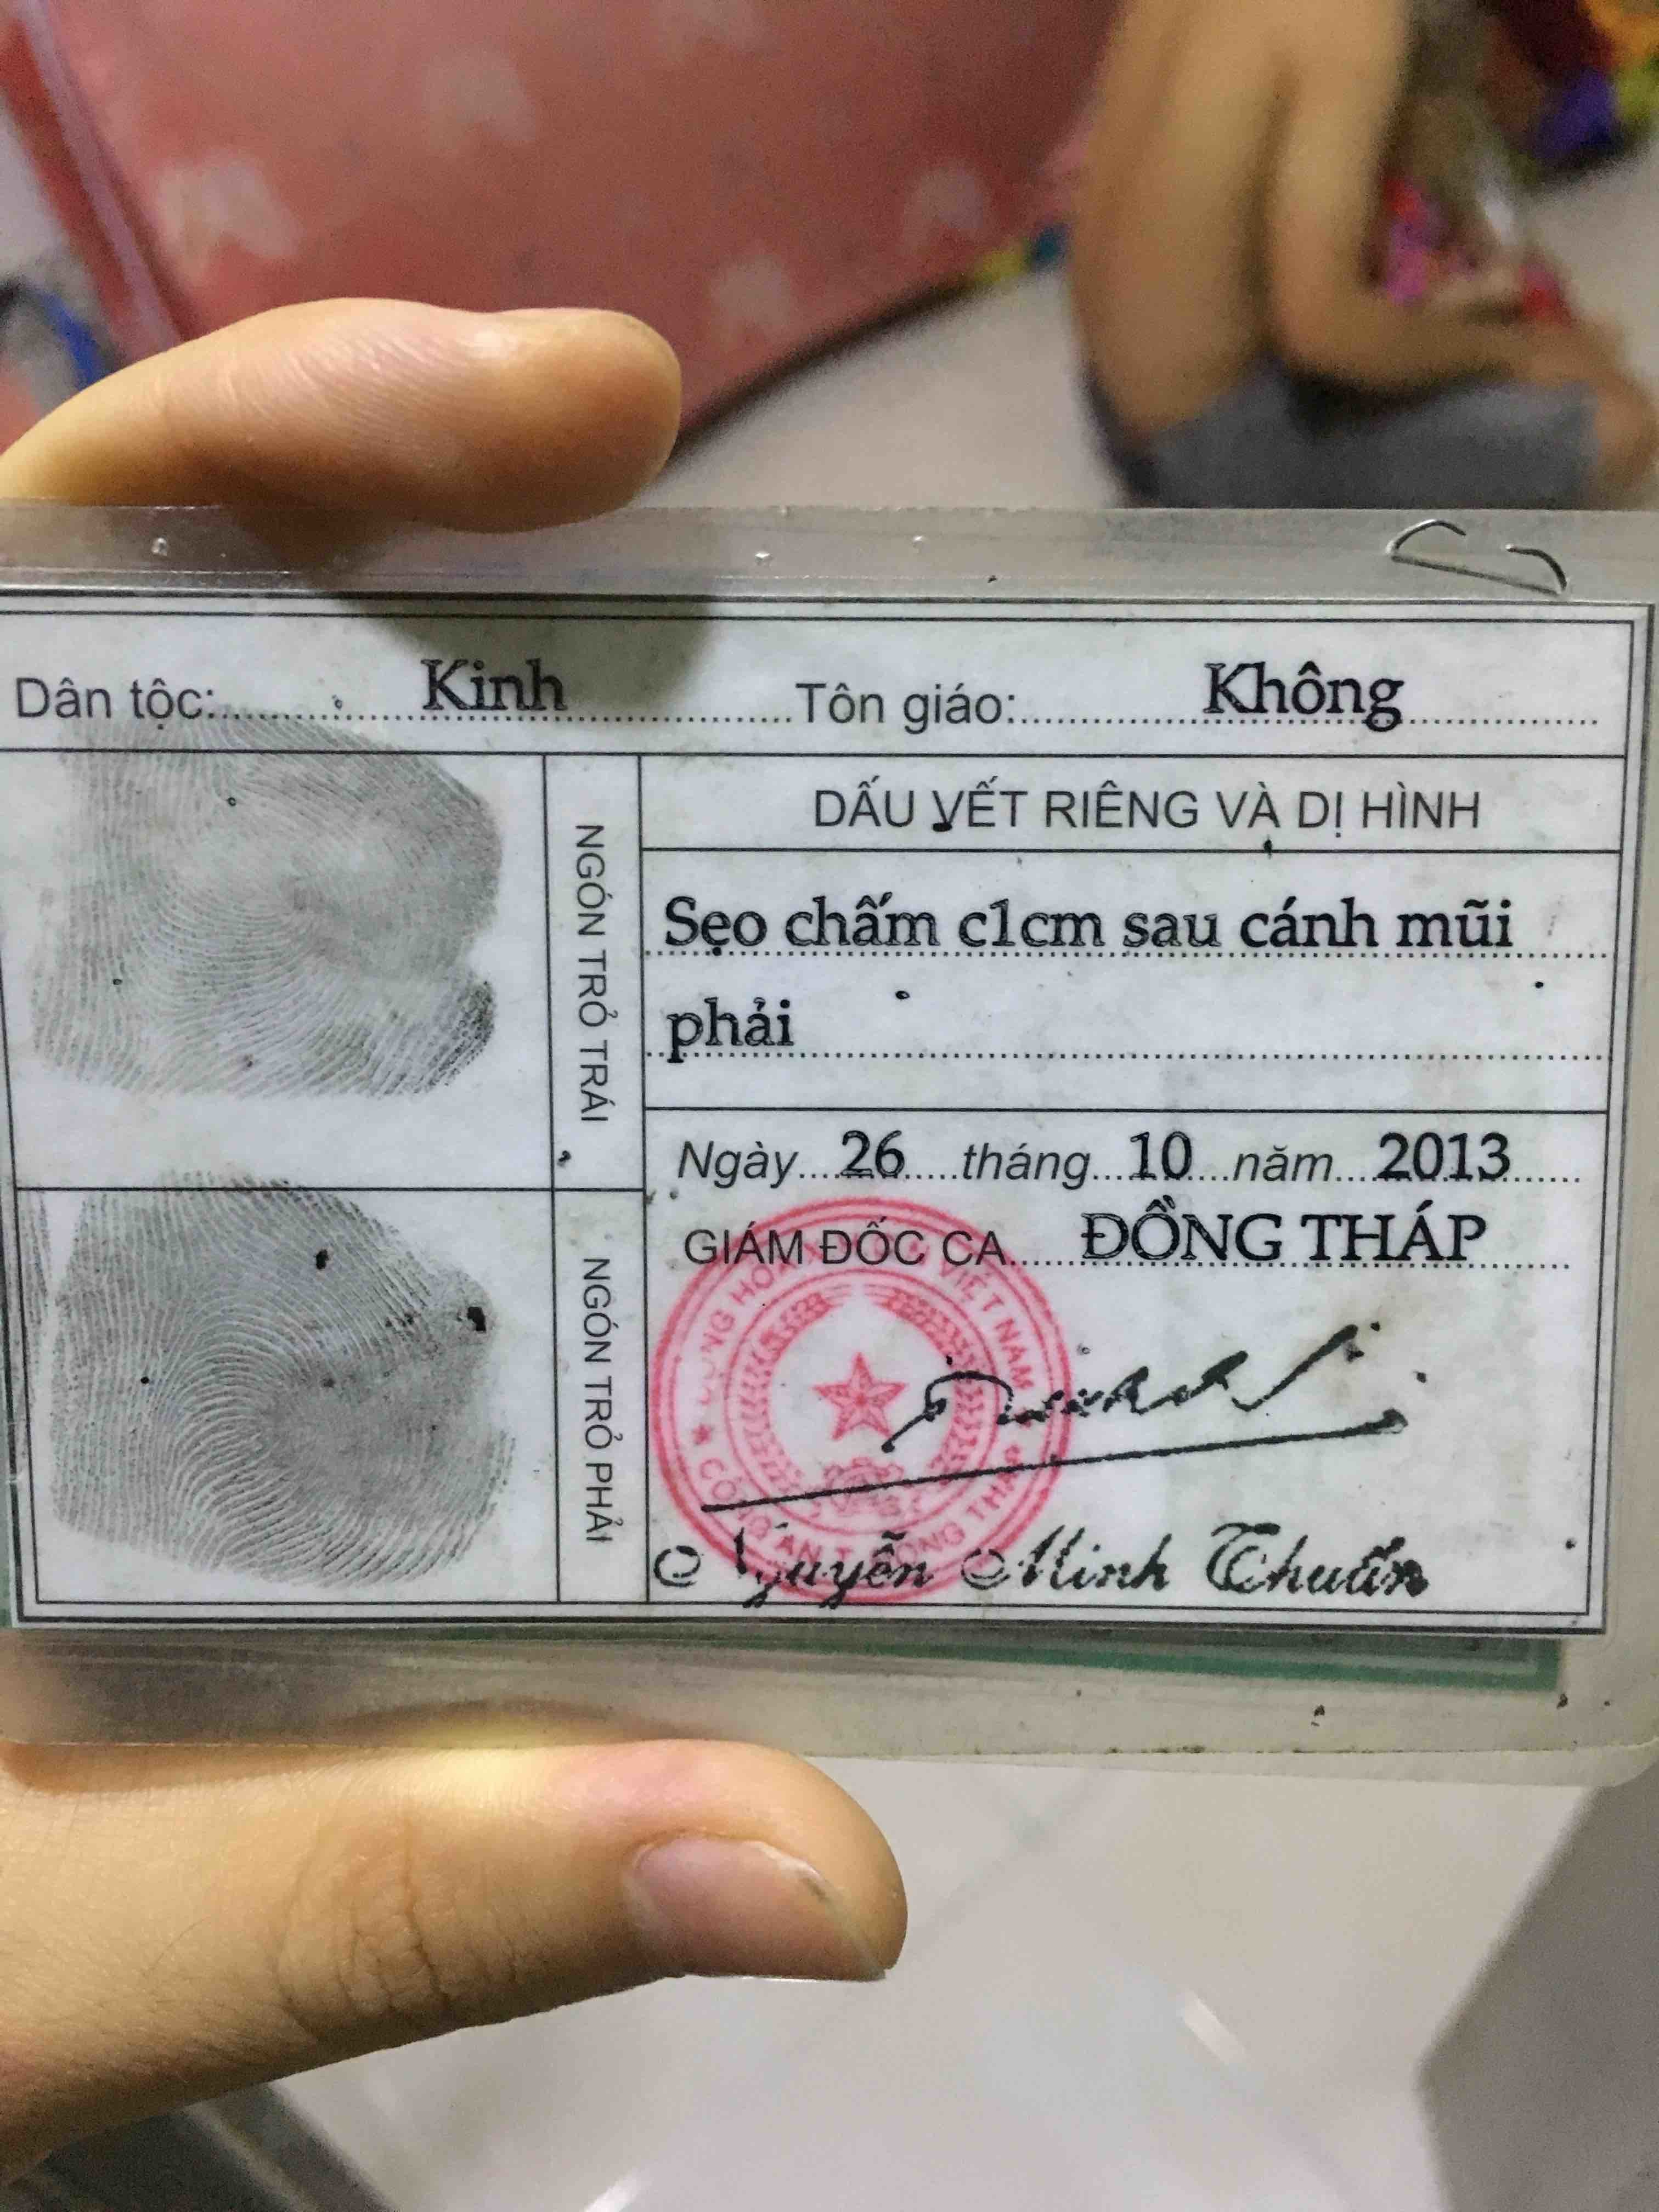 Dân tộc: Kinh Tôn giáo: Không
NGÓN TRỎ TRÁI
DẤU VẾT RIÊNG VÀ DỊ HÌNH
Sẹo chấm c1cm sau cánh mũi
phải
NGÓN TRỎ PHẢI
Ngày 26 tháng 10 năm 2013
GIÁM ĐỐC CA ĐỒNG THÁP
VIỆT NAM
Nguyễn Minh Thuấn